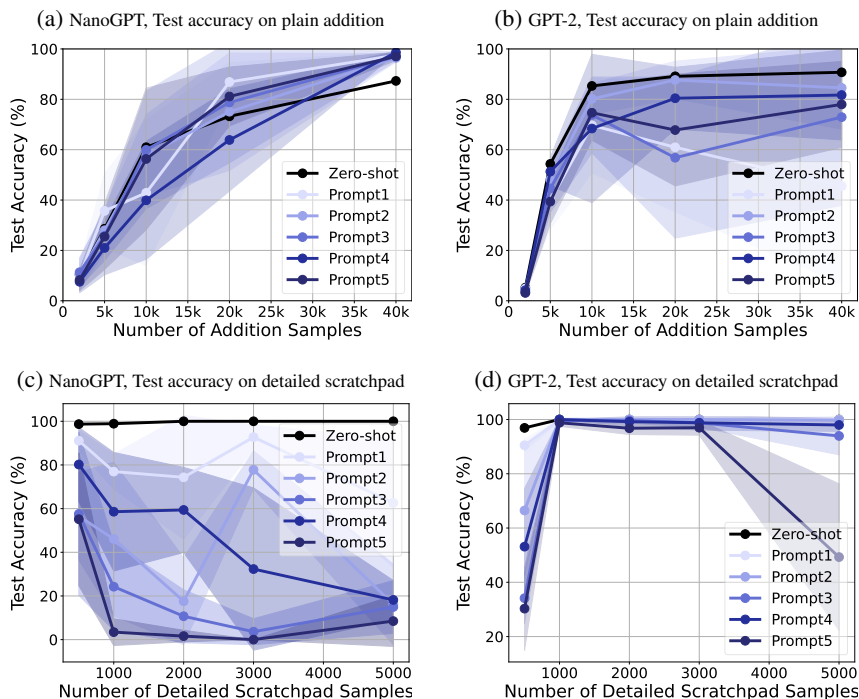 (a) NanoGPT, Test accuracy on plain addition
100
80
60
40
20
0
Test Accuracy (%)
0 5k 10k 15k 20k 25k 30k 35k 40k
Number of Addition Samples
Zero-shot
Prompt1
Prompt2
Prompt3
Prompt4
Prompt5
(b) GPT-2, Test accuracy on plain addition
100
80
60
40
20
0
Test Accuracy (%)
0 5k 10k 15k 20k 25k 30k 35k 40k
Number of Addition Samples
Zero-shot
Prompt1
Prompt2
Prompt3
Prompt4
Prompt5
(c) NanoGPT, Test accuracy on detailed scratchpad
100
80
60
40
20
0
Test Accuracy (%)
1000 2000 3000 4000 5000
Number of Detailed Scratchpad Samples
Zero-shot
Prompt1
Prompt2
Prompt3
Prompt4
Prompt5
(d) GPT-2, Test accuracy on detailed scratchpad
100
80
60
40
20
Test Accuracy (%)
0 1000 2000 3000 4000 5000
Number of Detailed Scratchpad Samples
Zero-shot
Prompt1
Prompt2
Prompt3
Prompt4
Prompt5